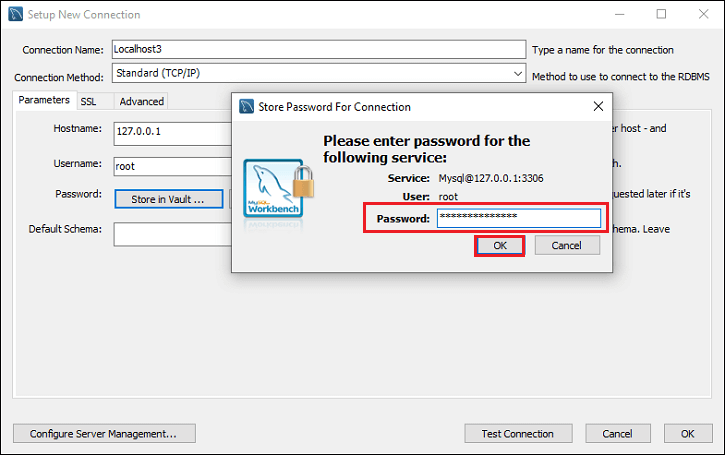 Setup New Connection
Connection Name: Localhost3 Type a name for the connection
Connection Method: Standard (TCP/IP) Method to use to connect to the RDBMS
Parameters SSL Advanced
Hostname: 127.0.0.1 host - and
Username: root
Password: Store in Vault ... if it's
Default Schema: Leave
Store Password For Connection
Please enter password for the
following service:
Service: Mysql@127.0.0.1:3306
User: root
Password: **************
OK Cancel
MySQL
Workbench
Configure Server Management... Test Connection Cancel OK